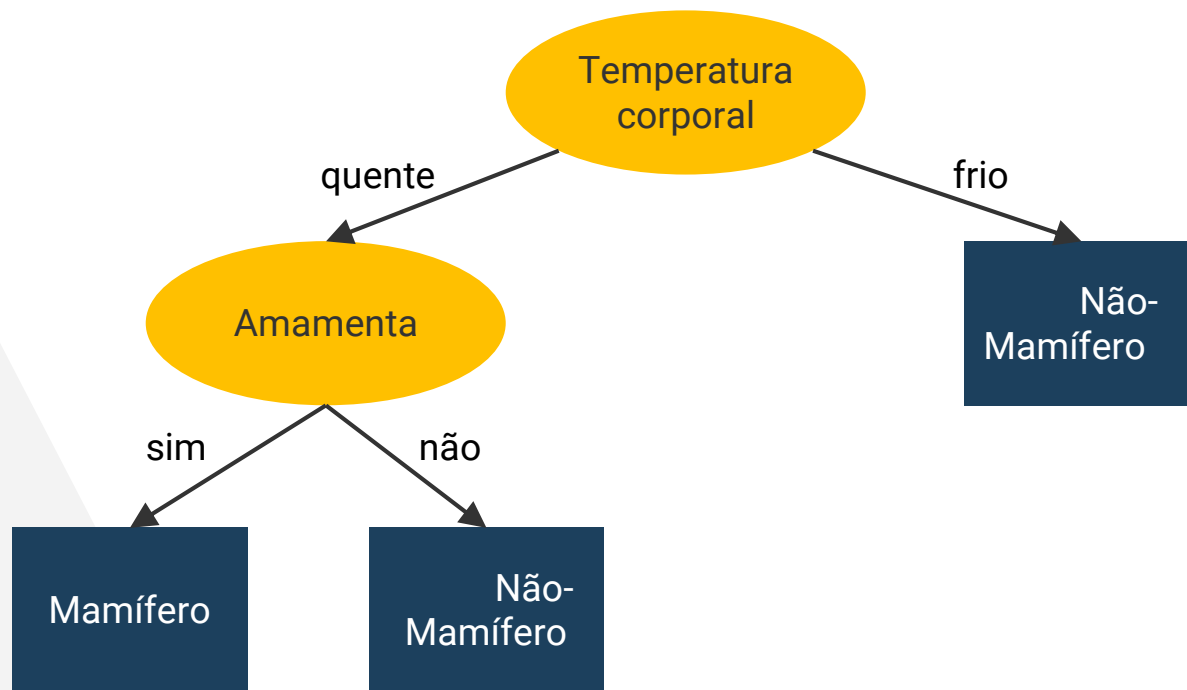 Temperatura
corporal
quente
frio
Amamenta
Não-
Mamífero
sim
não
Mamífero
Não-
Mamífero